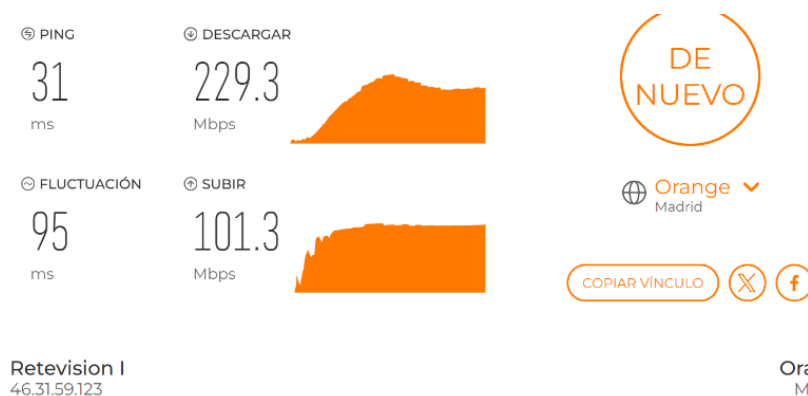 PING
31
ms
DESCARGAR
229.3
Mbps
FLUCTUACIÓN
95
ms
SUBIR
101.3
Mbps
DE
NUEVO
Orange
Madrid
COPIAR VÍNCULO
Retevision I
46.31.59.123